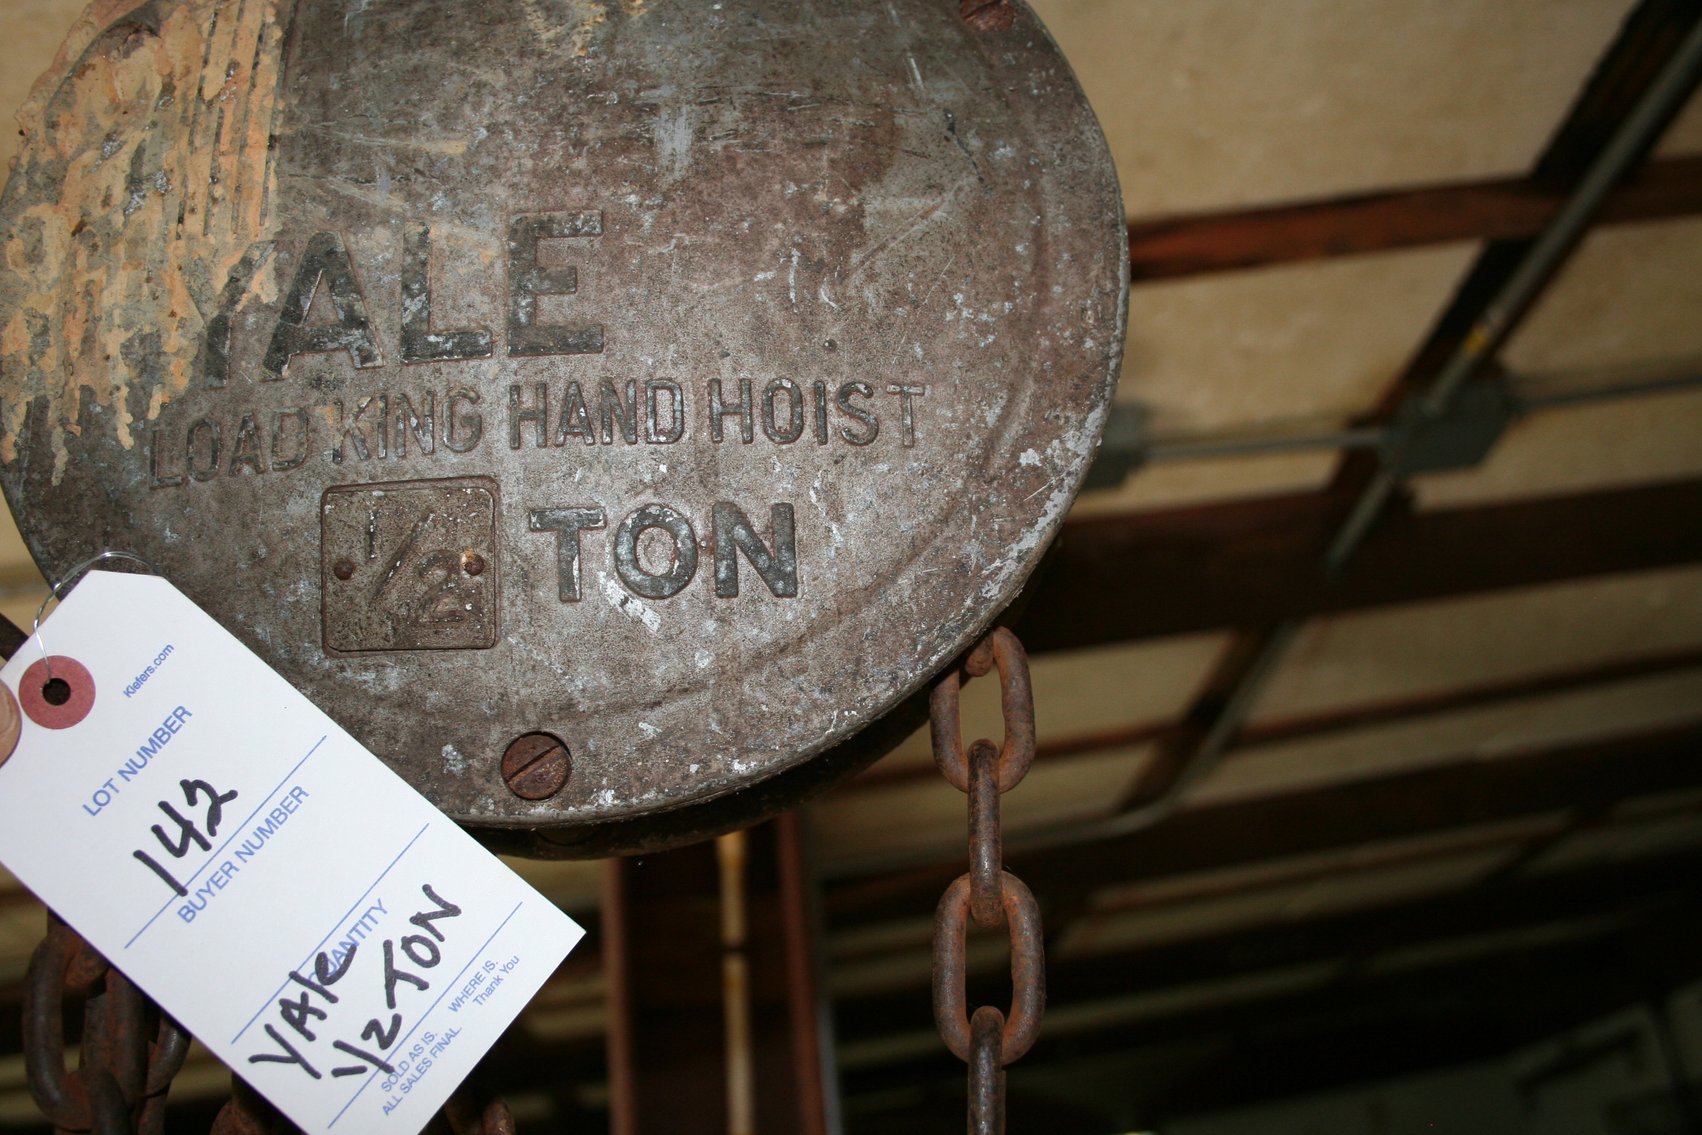 YALE
LOAD KING HAND HOIST
1/2 TON
Kiefers.com
LOT NUMBER
142
BUYER NUMBER
QUANTITY
YAle
1/2 TON
SOLD AS IS. WHERE IS.
ALL SALES FINAL. Thank You